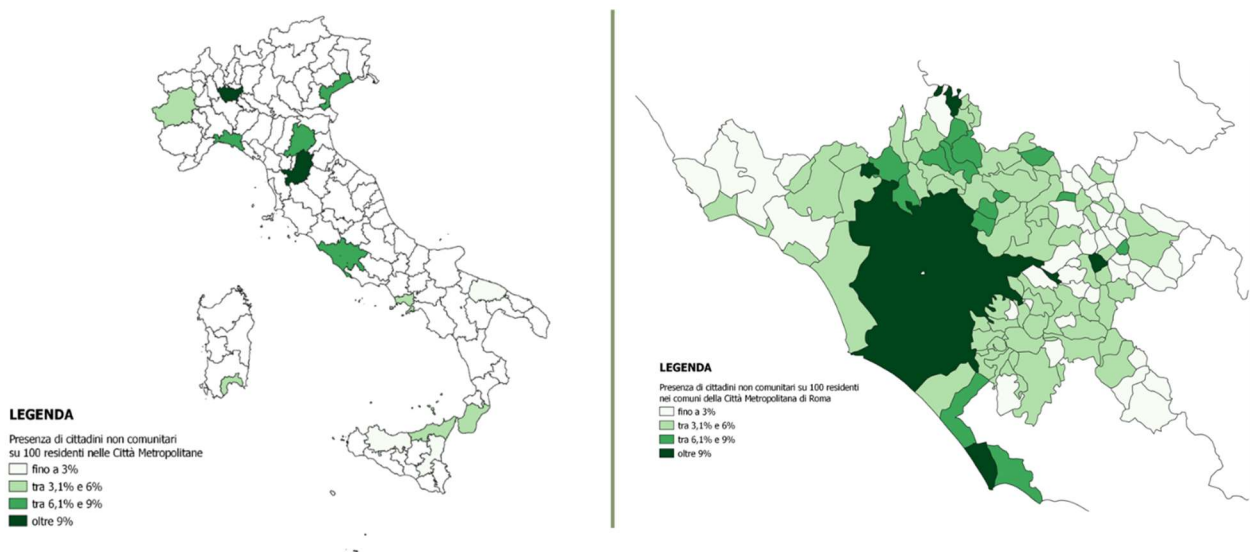 LEGENDA
Presenza di cittadini non comunitari
su 100 residenti nelle Città Metropolitane
fino a 3%
tra 3,1% e 6%
tra 6,1% e 9%
oltre 9%
LEGENDA
Presenza di cittadini non comunitari su 100 residenti
nei comuni della Città Metropolitana di Roma
fino a 3%
tra 3,1% e 6%
tra 6,1% e 9%
oltre 9%